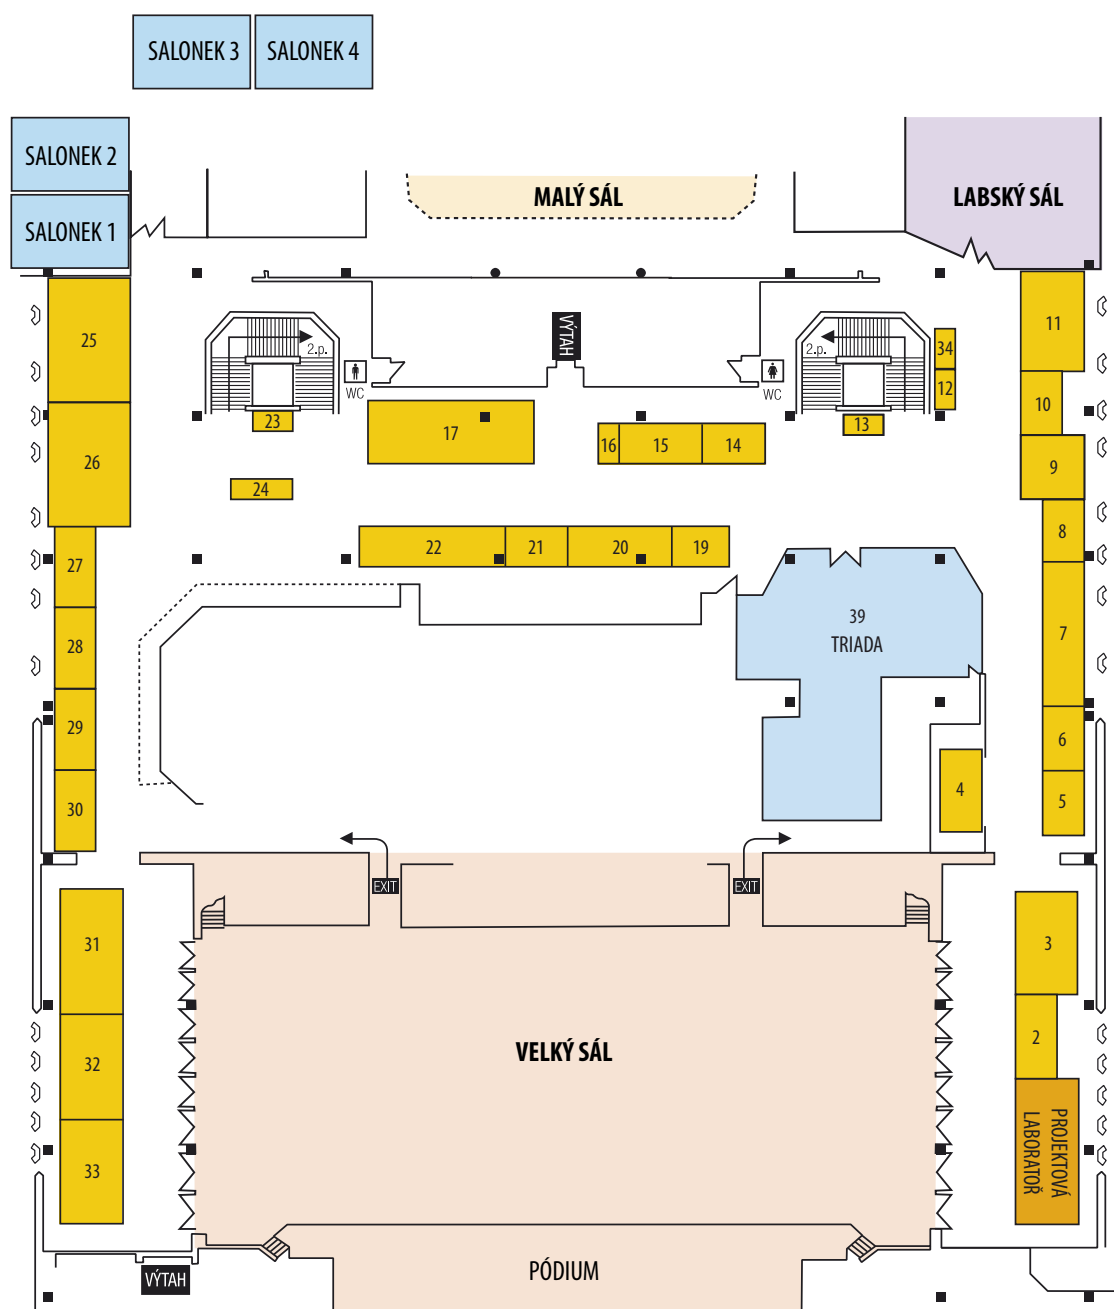 SALONEK 3
SALONEK 4
SALONEK 2
SALONEK 1
MALÝ SÁL
LABSKÝ SÁL
25
2.p.
WC
VÝTAH
2.p.
WC
34
12
11
10
23
17
16
15
14
13
9
26
24
22
21
20
19
8
27
28
29
30
39
TRIADA
7
6
5
4
EXIT
EXIT
31
32
33
VELKÝ SÁL
3
2
PROJEKTOVÁ
LABORATOŘ
PÓDIUM
VÝTAH